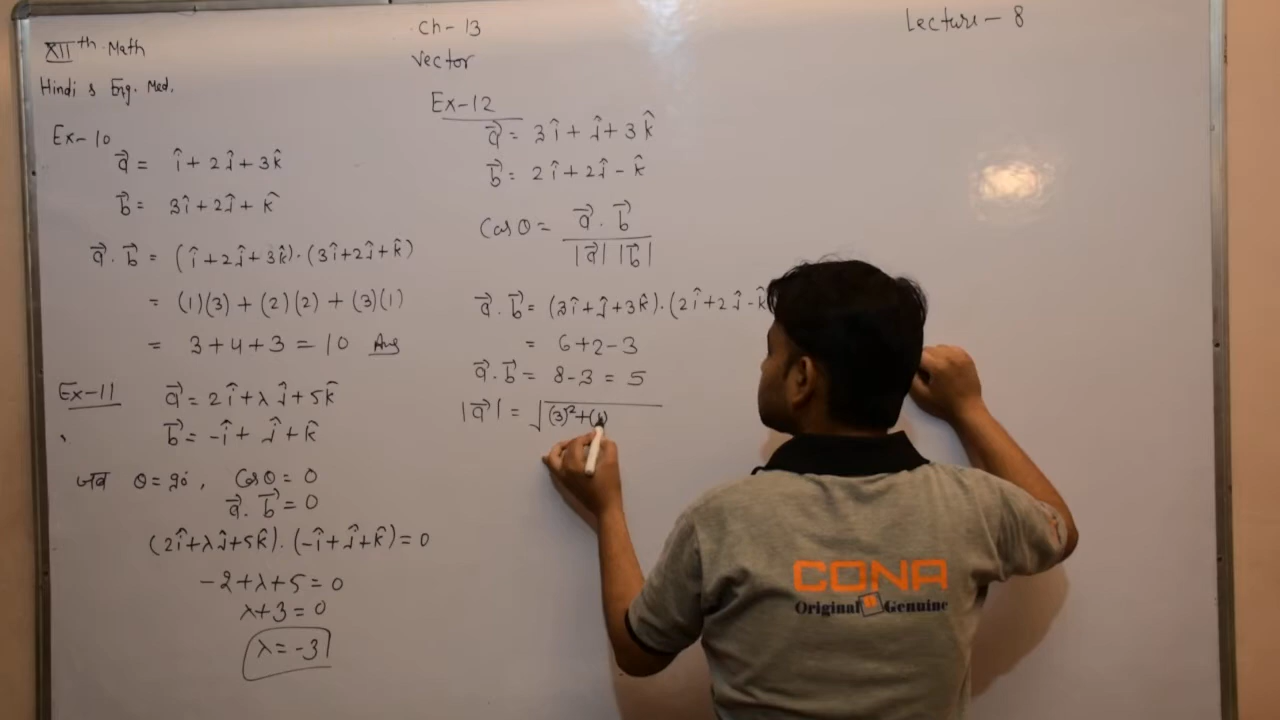 XIIth Math
Hindi & Eng. Med.
Ch-13
Vector
Lecture-8
Ex-10
a⃗ = î + 2ĵ + 3k̂
b⃗ = 3î + 2ĵ + k̂
a⃗ . b⃗ = (î+2ĵ+3k̂).(3î+2ĵ+k̂)
= (1)(3) + (2)(2) + (3)(1)
= 3+4+3 = 10 Ans
Ex-11
a⃗ = 2î + λĵ + 5k̂
b⃗ = -î + ĵ + k̂
जब θ=90°, Cosθ = 0
a⃗ . b⃗ = 0
(2î+λĵ+5k̂).(-î+ĵ+k̂) = 0
-2+λ+5 = 0
λ+3 = 0
λ = -3
Ex-12
a⃗ = 3î + ĵ + 3k̂
b⃗ = 2î + 2ĵ - k̂
Cosθ = a⃗ . b⃗ / |a⃗| |b⃗|
a⃗ . b⃗ = (3î+ĵ+3k̂).(2î+2ĵ-k̂
= 6+2-3
a⃗ . b⃗ = 8-3 = 5
|a⃗| = √(3)²+(1)
CONA
Original Genuine